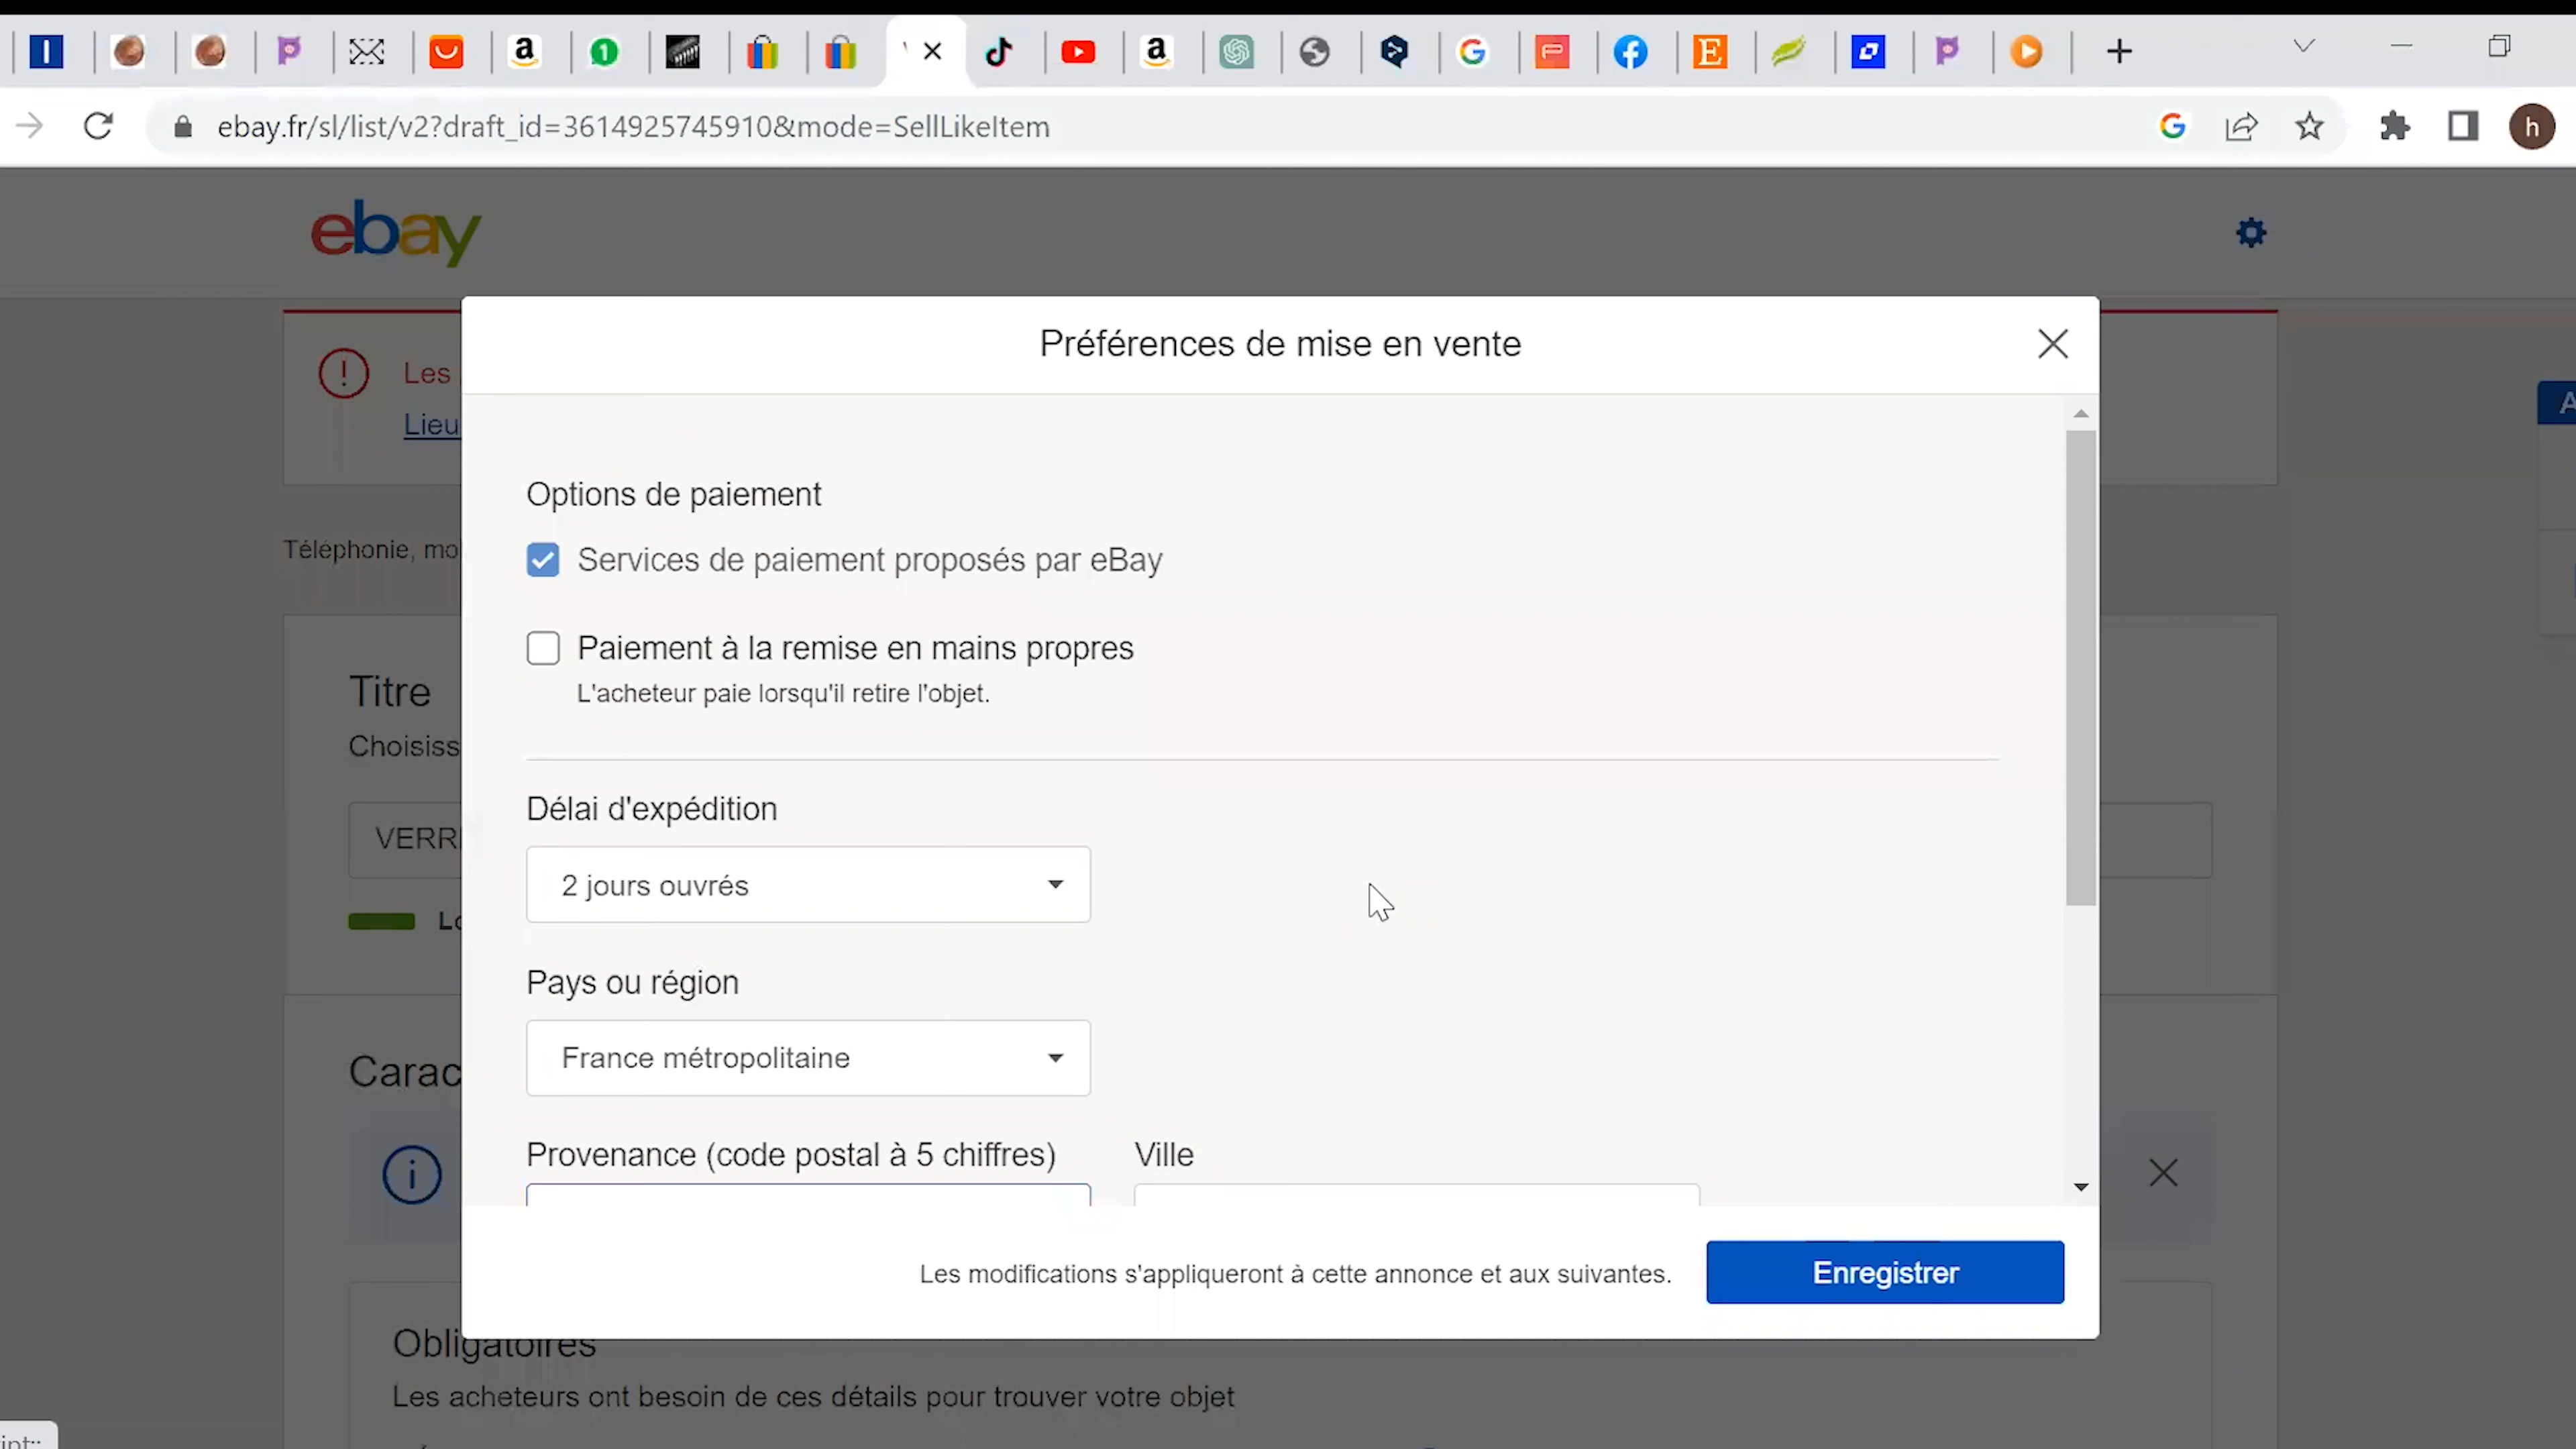 ebay.fr/sl/list/v2?draft_id=3614925745910&mode=SellLikeItem
h
ebay
Préférences de mise en vente
Les
Lieu
Options de paiement
Services de paiement proposés par eBay
Téléphonie, mo
Paiement à la remise en mains propres
L'acheteur paie lorsqu'il retire l'objet.
Titre
Choisiss
Délai d'expédition
VERR
2 jours ouvrés
Pays ou région
France métropolitaine
Carac
Provenance (code postal à 5 chiffres)
Ville
Les modifications s'appliqueront à cette annonce et aux suivantes.
Enregistrer
Obligatoires
Les acheteurs ont besoin de ces détails pour trouver votre objet